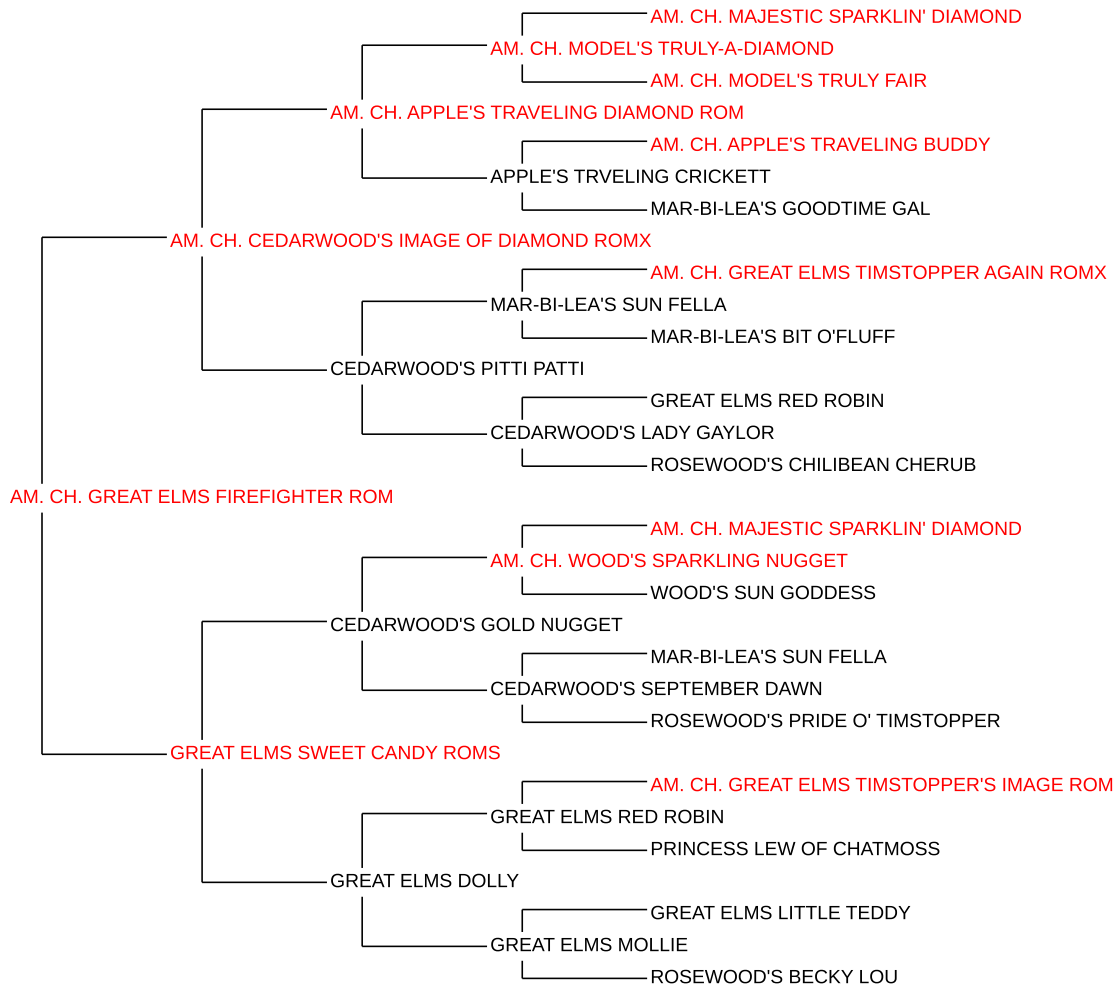 AM. CH. MAJESTIC SPARKLIN' DIAMOND
AM. CH. MODEL'S TRULY-A-DIAMOND
AM. CH. MODEL'S TRULY FAIR
AM. CH. APPLE'S TRAVELING DIAMOND ROM
AM. CH. APPLE'S TRAVELING BUDDY
APPLE'S TRVELING CRICKETT
MAR-BI-LEA'S GOODTIME GAL
AM. CH. CEDARWOOD'S IMAGE OF DIAMOND ROMX
AM. CH. GREAT ELMS TIMSTOPPER AGAIN ROMX
MAR-BI-LEA'S SUN FELLA
MAR-BI-LEA'S BIT O'FLUFF
CEDARWOOD'S PITTI PATTI
GREAT ELMS RED ROBIN
CEDARWOOD'S LADY GAYLOR
ROSEWOOD'S CHILIBEAN CHERUB
AM. CH. GREAT ELMS FIREFIGHTER ROM
AM. CH. MAJESTIC SPARKLIN' DIAMOND
AM. CH. WOOD'S SPARKLING NUGGET
WOOD'S SUN GODDESS
CEDARWOOD'S GOLD NUGGET
MAR-BI-LEA'S SUN FELLA
CEDARWOOD'S SEPTEMBER DAWN
ROSEWOOD'S PRIDE O' TIMSTOPPER
GREAT ELMS SWEET CANDY ROMS
AM. CH. GREAT ELMS TIMSTOPPER'S IMAGE ROM
GREAT ELMS RED ROBIN
PRINCESS LEW OF CHATMOSS
GREAT ELMS DOLLY
GREAT ELMS LITTLE TEDDY
GREAT ELMS MOLLIE
ROSEWOOD'S BECKY LOU